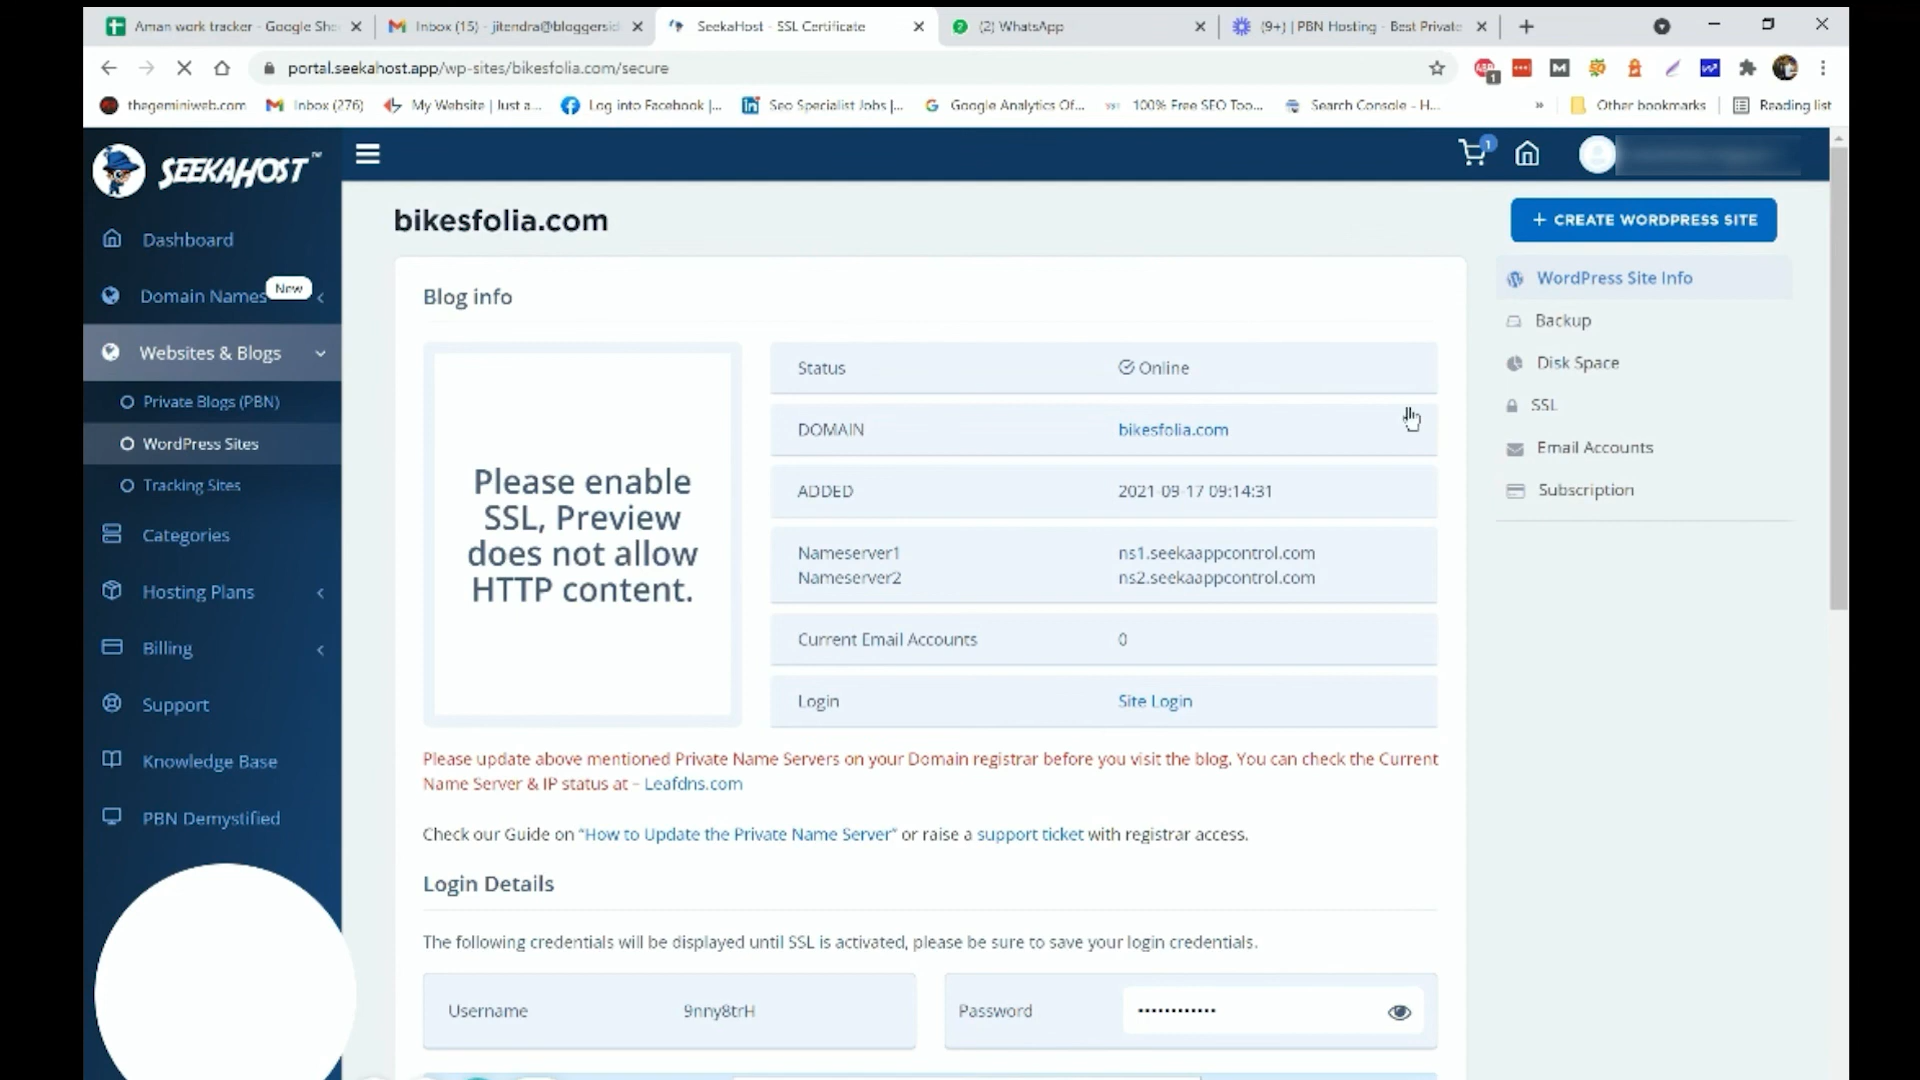 Aman work tracker - Google She
Inbox (15) - jitendra@bloggersid
SeekaHost - SSL Certificate
(2) WhatsApp
(9+) | PBN Hosting - Best Private
portal.seekahost.app/wp-sites/bikesfolia.com/secure
1
thegeminiweb.com
Inbox (276)
My Website | Just a...
Log into Facebook |...
Seo Specialist Jobs |...
Google Analytics Of...
100% Free SEO Too...
Search Console - H...
»
Other bookmarks
Reading list
SEEKAHOST™
1
Dashboard
Domain Names
New
Websites & Blogs
Private Blogs (PBN)
WordPress Sites
Tracking Sites
Categories
Hosting Plans
Billing
Support
Knowledge Base
PBN Demystified
bikesfolia.com
+ CREATE WORDPRESS SITE
WordPress Site Info
Backup
Disk Space
SSL
Email Accounts
Subscription
Blog info
Please enable
SSL, Preview
does not allow
HTTP content.
Status Online
DOMAIN bikesfolia.com
ADDED 2021-09-17 09:14:31
Nameserver1 ns1.seekaappcontrol.com
Nameserver2 ns2.seekaappcontrol.com
Current Email Accounts 0
Login Site Login
Please update above mentioned Private Name Servers on your Domain registrar before you visit the blog. You can check the Current
Name Server & IP status at – Leafdns.com
Check our Guide on “How to Update the Private Name Server” or raise a support ticket with registrar access.
Login Details
The following credentials will be displayed until SSL is activated, please be sure to save your login credentials.
Username 9nny8trH
Password ••••••••••••